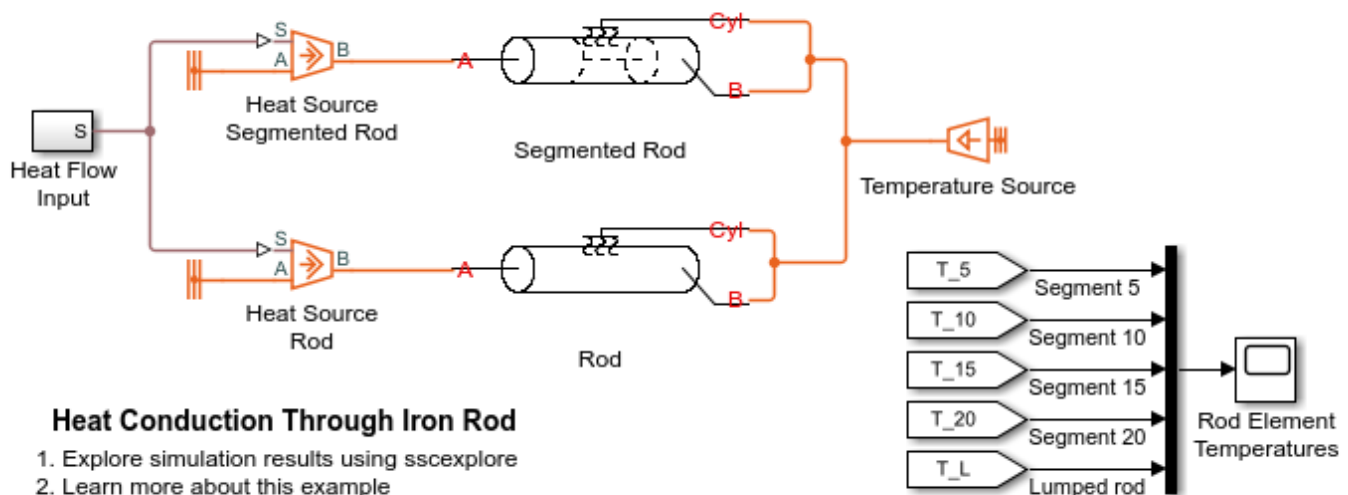 Cyl
S
B
A
A
Heat Source
Segmented Rod
B
S
Segmented Rod
Heat Flow
Input
Temperature Source
Cyl
S
B
A
A
Heat Source
Rod
B
Rod
T_5
Segment 5
T_10
Segment 10
T_15
Segment 15
T_20
Segment 20
T_L
Lumped rod
Rod Element
Temperatures
Heat Conduction Through Iron Rod
1. Explore simulation results using sscexplore
2. Learn more about this example